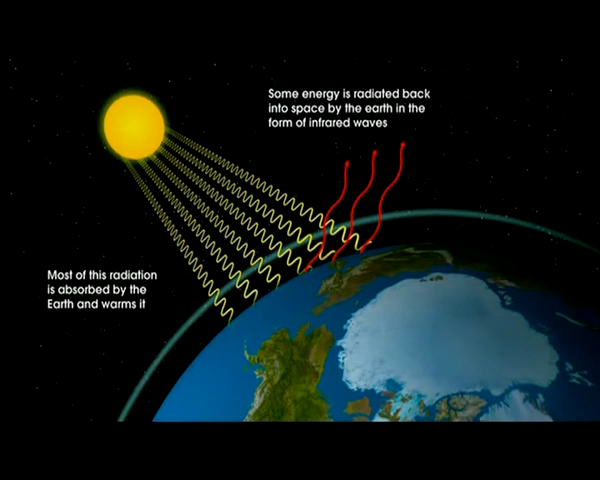 Some energy is radiated back
into space by the earth in the
form of infrared waves
Most of this radiation
is absorbed by the
Earth and warms it